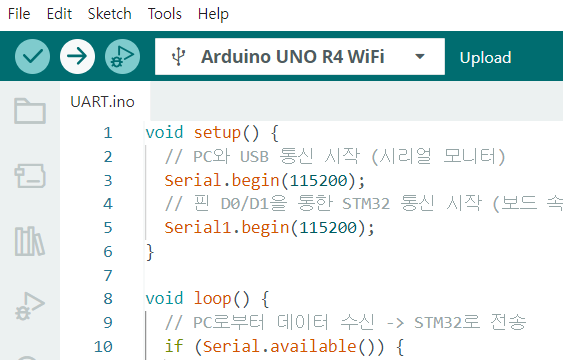 File Edit Sketch Tools Help
Arduino UNO R4 WiFi Upload
UART.ino
1 void setup() {
2 // PC와 USB 통신 시작 (시리얼 모니터)
3 Serial.begin(115200);
4 // 핀 D0/D1을 통한 STM32 통신 시작 (보드 속
5 Serial1.begin(115200);
6 }
7
8 void loop() {
9 // PC로부터 데이터 수신 -> STM32로 전송
10 if (Serial.available()) {